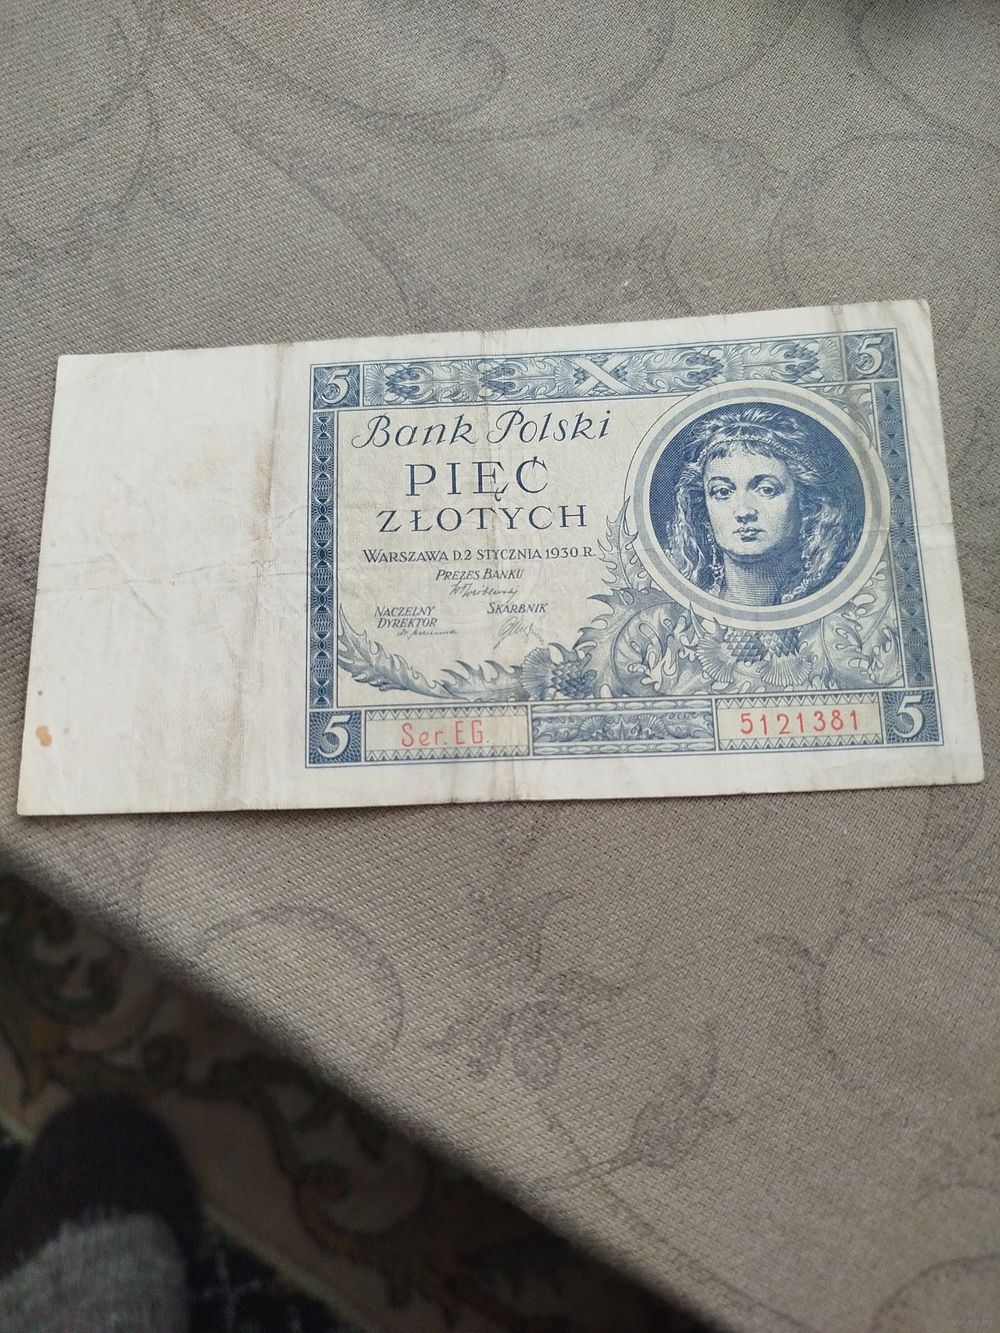 5
5
Bank Polski
PIĘĆ
ZŁOTYCH
WARSZAWA D.2 STYCZNIA 1930 R.
PREZES BANKU
NACZELNY SKARBNIK
DYREKTOR
5 Ser. EG. 5121381 5